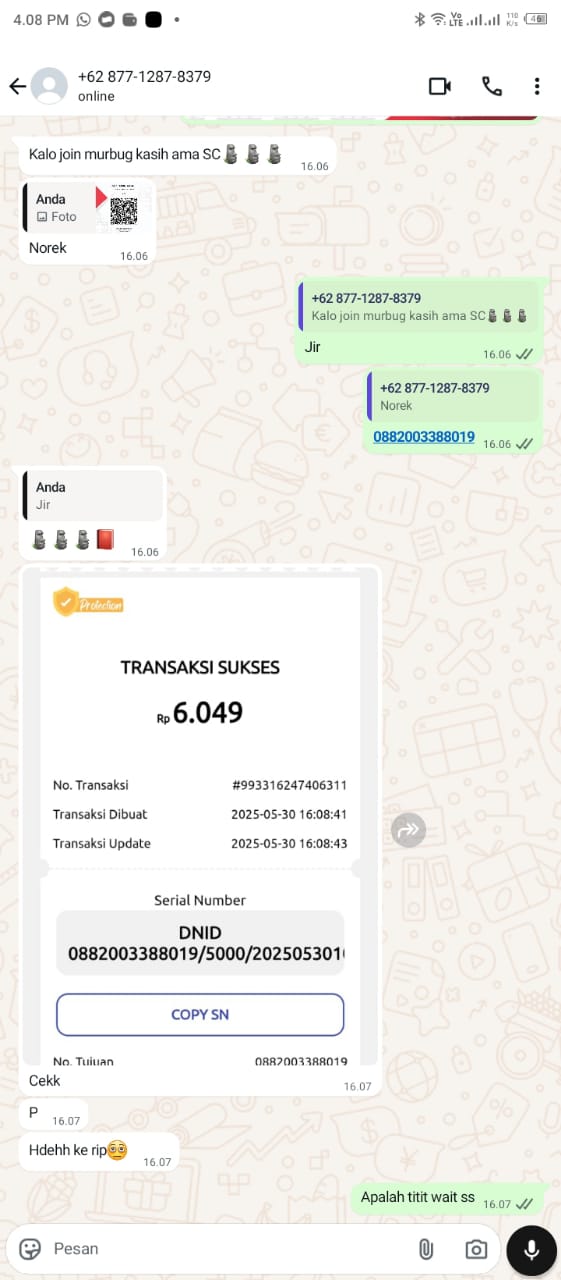 4.08 PM
Vo
LTE
110
K/s
46
+62 877-1287-8379
online
Kalo join murbug kasih ama SC🗿 🗿 🗿
16.06
Anda
Foto
Norek
16.06
+62 877-1287-8379
Kalo join murbug kasih ama SC🗿 🗿 🗿
Jir
16.06
+62 877-1287-8379
Norek
0882003388019
16.06
Anda
Jir
🗿 🗿 🗿📕
16.06
Protection
TRANSAKSI SUKSES
Rp 6.049
No. Transaksi #993316247406311
Transaksi Dibuat 2025-05-30 16:08:41
Transaksi Update 2025-05-30 16:08:43
Serial Number
DNID
0882003388019/5000/2025053010
COPY SN
No. Tujuan 0882003388019
Cekk
16.07
P
16.07
Hdehh ke rip😩
16.07
Apalah titit wait ss
16.07
Pesan